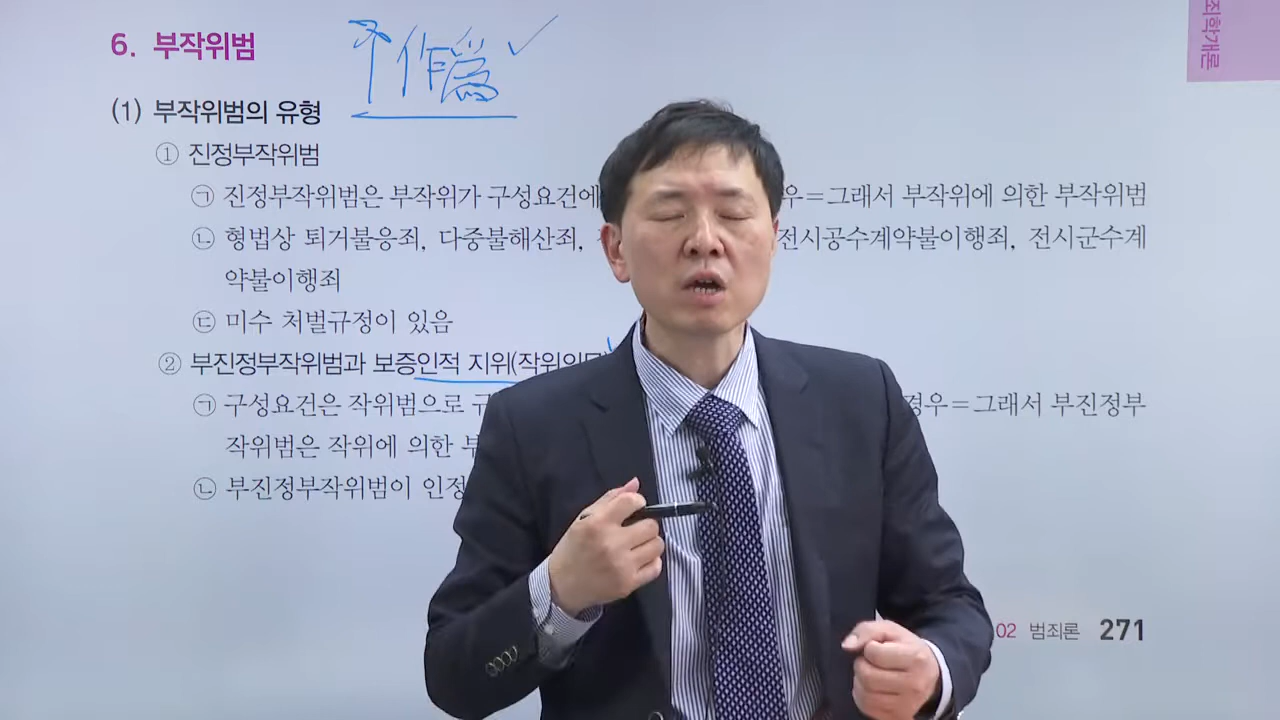 죄학개론
6. 부작위범
不作爲
(1) 부작위범의 유형
① 진정부작위범
㉠ 진정부작위범은 부작위가 구성요건에 우=그래서 부작위에 의한 부작위범
㉡ 형법상 퇴거불응죄, 다중불해산죄, 전시공수계약불이행죄, 전시군수계
약불이행죄
㉢ 미수 처벌규정이 있음
② 부진정부작위범과 보증인적 지위(작위의무)
㉠ 구성요건은 작위범으로 경우=그래서 부진정부
작위범은 작위에 의한
㉡ 부진정부작위범이 인정
02 범죄론 271